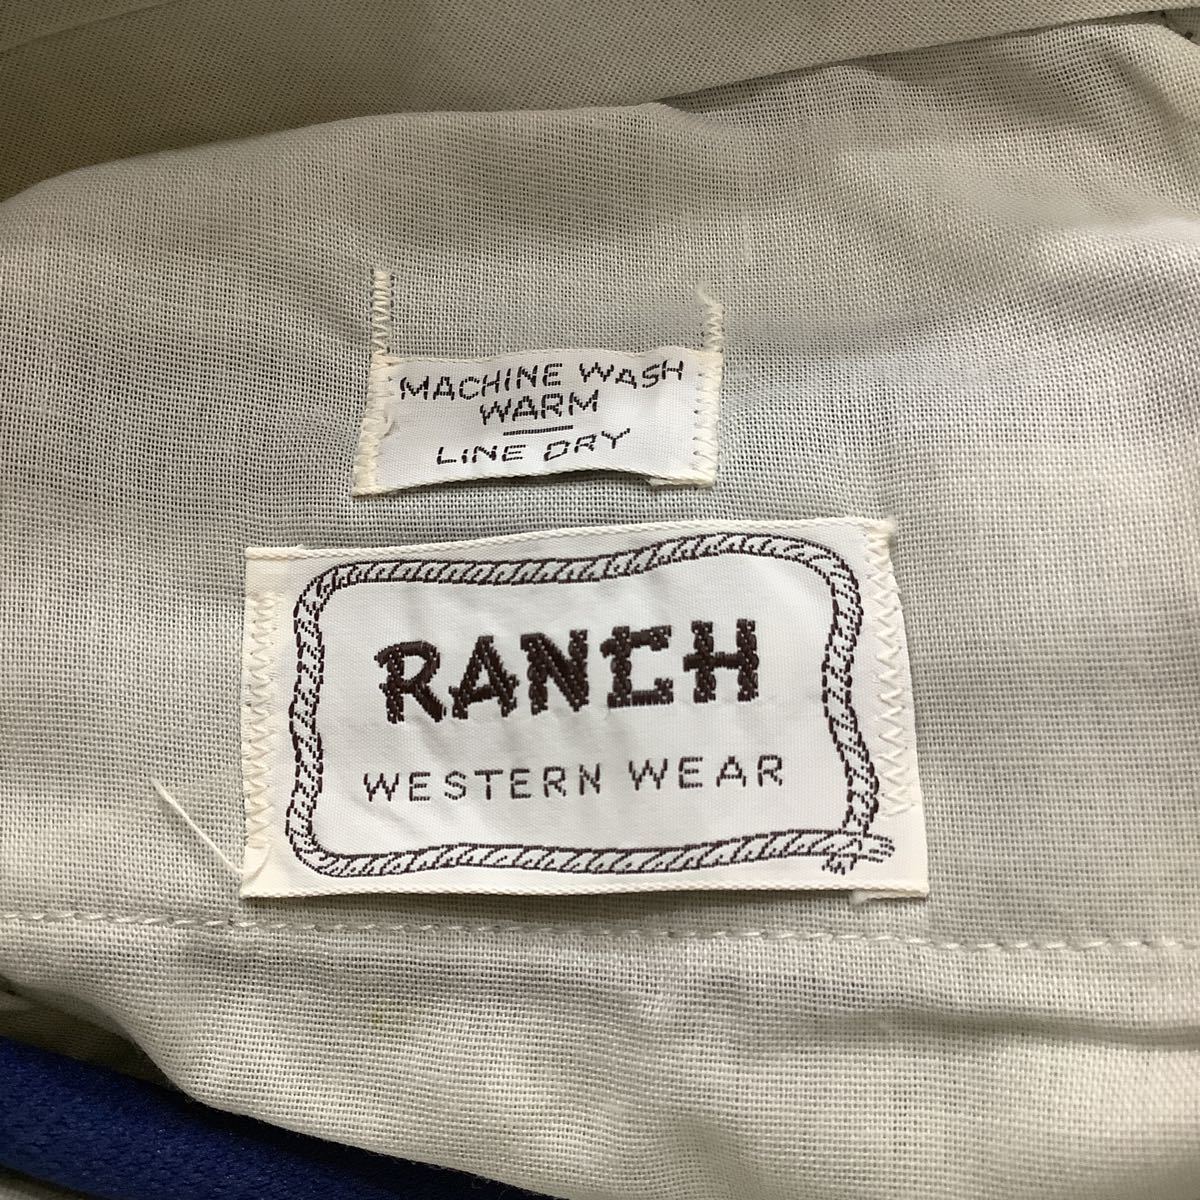 MACHINE WASH
WARM
LINE DRY
RANCH
WESTERN WEAR